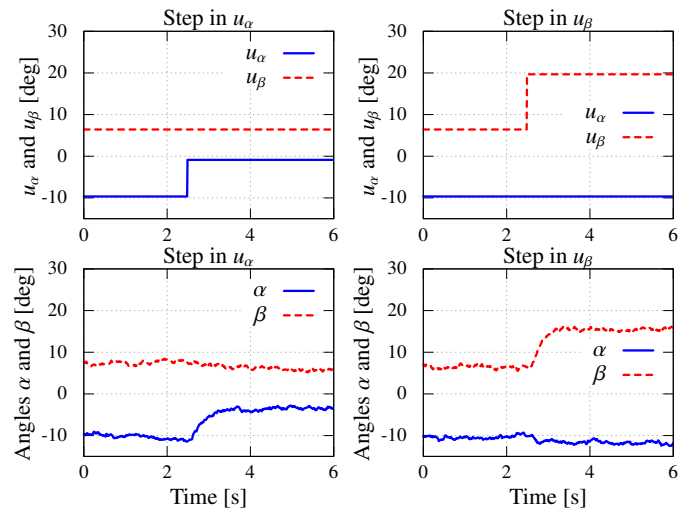 Step in uα
Step in uβ
uα and uβ [deg]
30
20
10
0
-10
0
2
4
6
uα
uβ
uα and uβ [deg]
30
20
10
0
-10
0
2
4
6
uα
uβ
Step in uα
Step in uβ
Angles α and β [deg]
30
20
10
0
-10
0
2
4
6
α
β
Time [s]
Angles α and β [deg]
30
20
10
0
-10
0
2
4
6
α
β
Time [s]